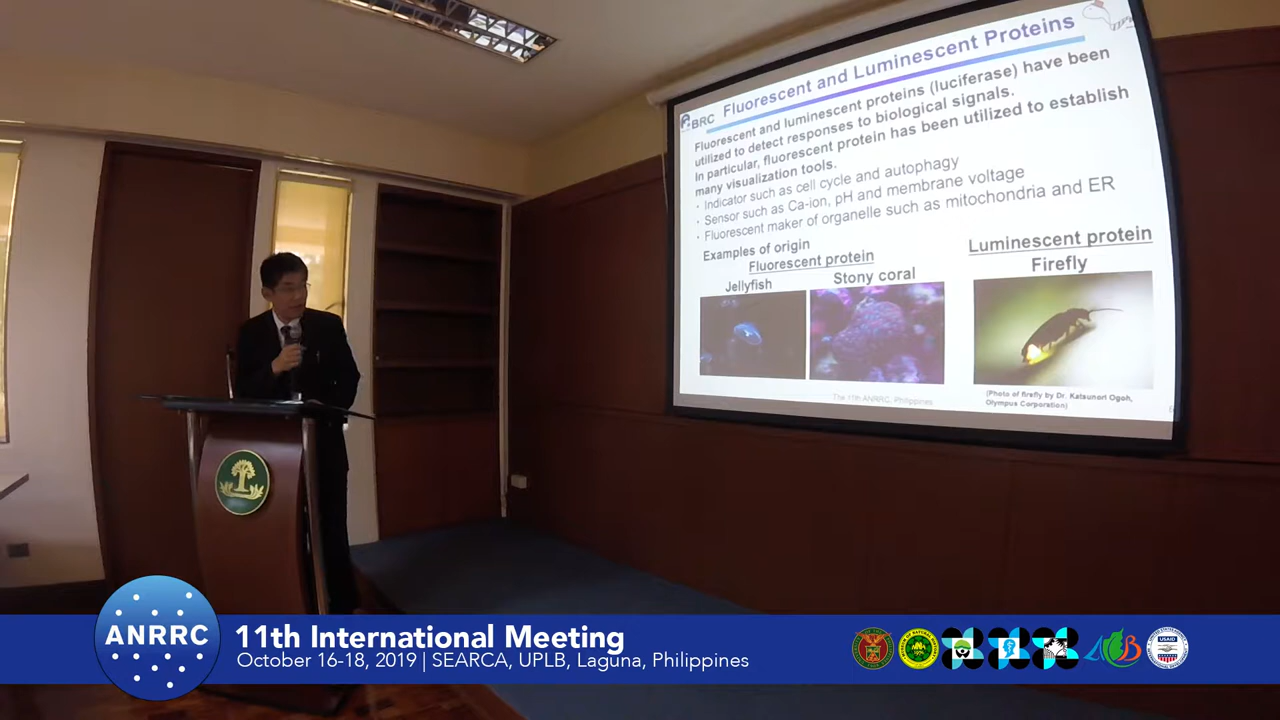 BRC
Fluorescent and Luminescent Proteins
Fluorescent and luminescent proteins (luciferase) have been
utilized to detect responses to biological signals.
In particular, fluorescent protein has been utilized to establish
many visualization tools.
· Indicator such as cell cycle and autophagy
· Sensor such as Ca-ion, pH and membrane voltage
· Fluorescent maker of organelle such as mitochondria and ER
Examples of origin
Fluorescent protein
Luminescent protein
Jellyfish
Stony coral
Firefly
(Photo of firefly by Dr. Katsunori Ogoh,
Olympus Corporation)
The 11th ANRRC, Philippines
ANRRC
11th International Meeting
October 16-18, 2019 | SEARCA, UPLB, Laguna, Philippines
USAID